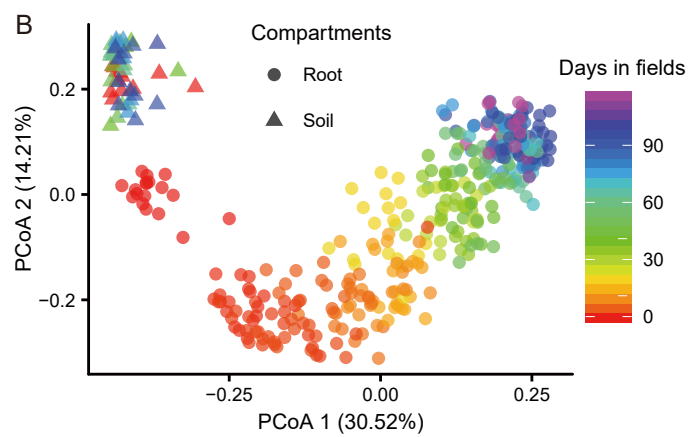 B
Compartments
Root
Soil
Days in fields
90
60
30
0
0.2
0.0
−0.2
PCoA 2 (14.21%)
−0.25
0.00
0.25
PCoA 1 (30.52%)